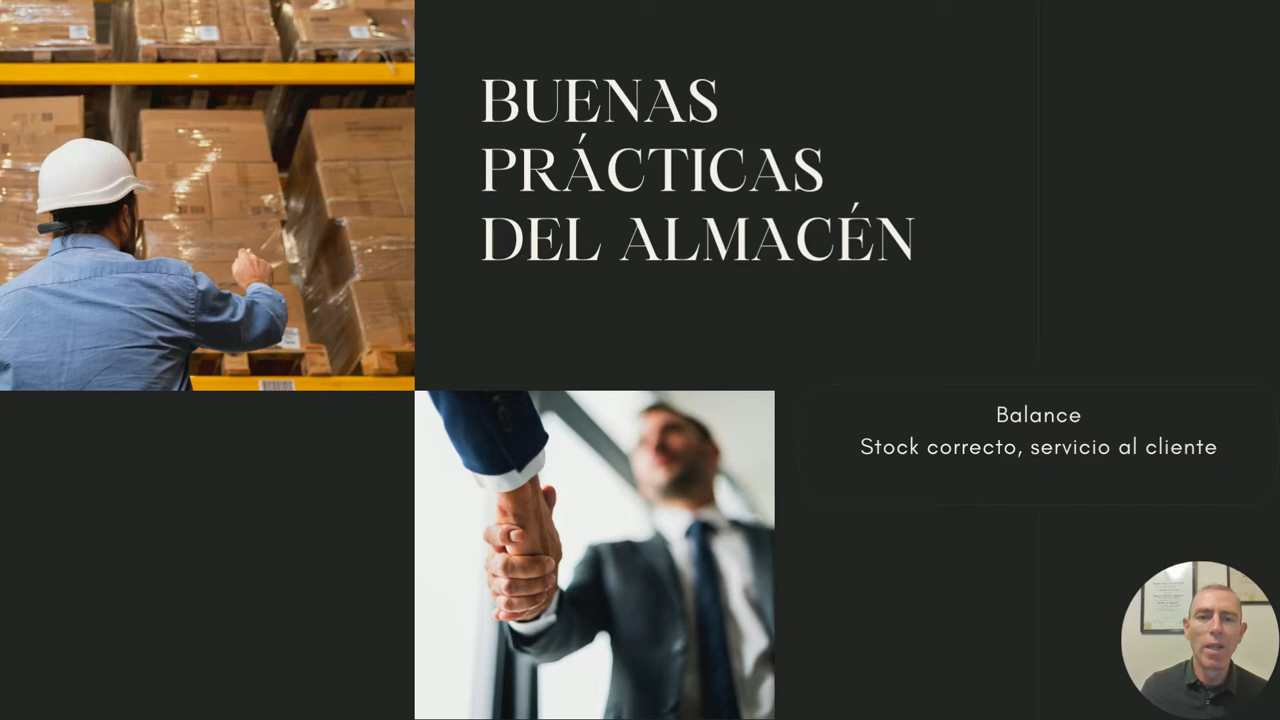 BUENAS
PRÁCTICAS
DEL ALMACÉN
Balance
Stock correcto, servicio al cliente